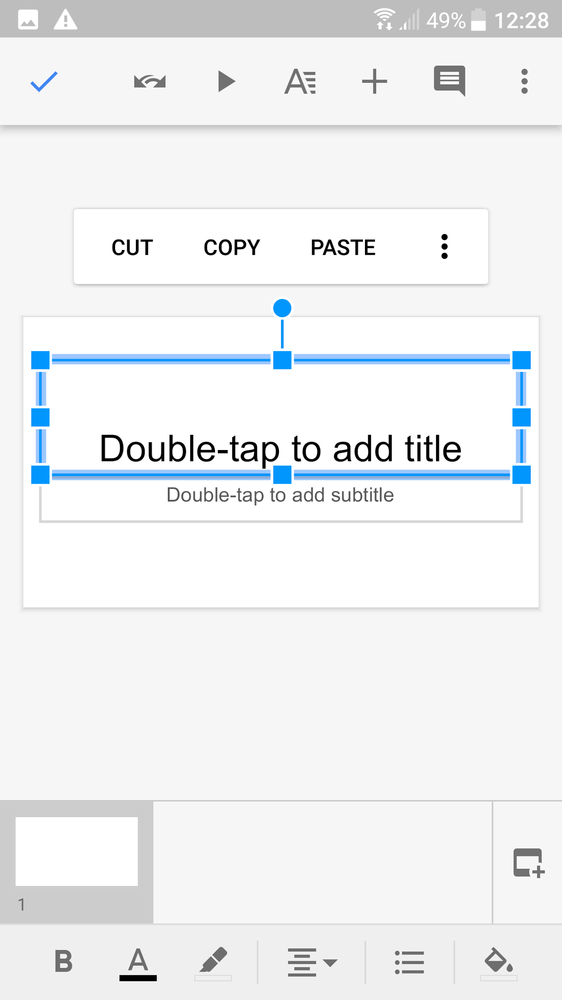 49% 12:28
CUT COPY PASTE
Double-tap to add title
Double-tap to add subtitle
1
B A